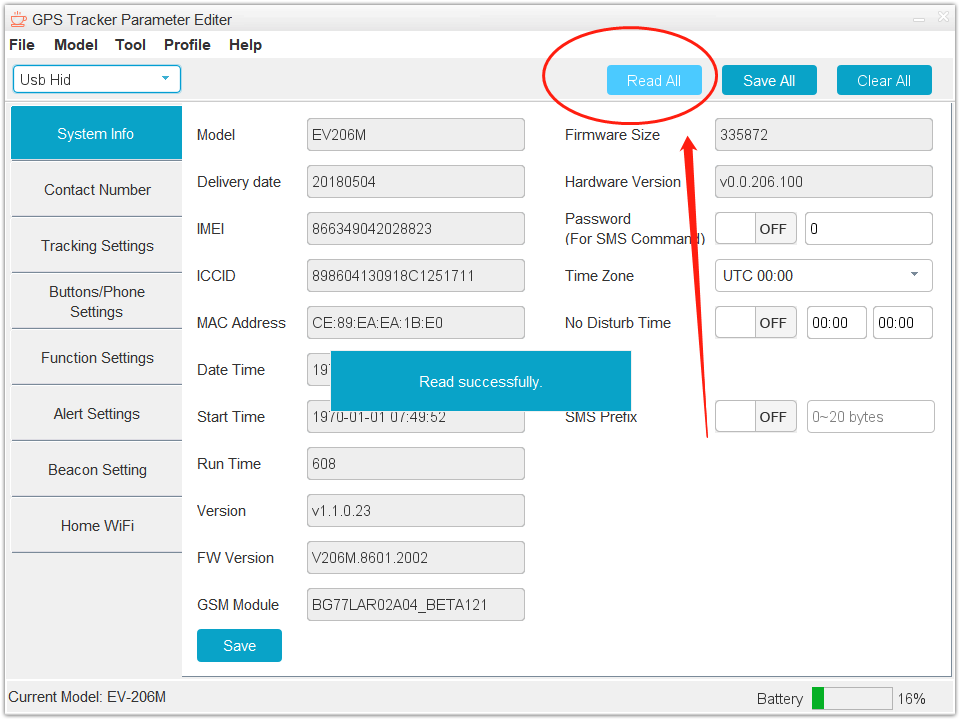 GPS Tracker Parameter Editer
File Model Tool Profile Help
Usb Hid
Read All
Save All
Clear All
System Info
Contact Number
Tracking Settings
Buttons/Phone
Settings
Function Settings
Alert Settings
Beacon Setting
Home WiFi
Model EV206M
Delivery date 20180504
IMEI 866349042028823
ICCID 898604130918C1251711
MAC Address CE:89:EA:EA:1B:E0
Date Time 197
Read successfully.
Start Time 1970-01-01 07:49:52
Run Time 608
Version v1.1.0.23
FW Version V206M.8601.2002
GSM Module BG77LAR02A04_BETA121
Save
Firmware Size 335872
Hardware Version v0.0.206.100
Password
(For SMS Command) OFF 0
Time Zone UTC 00:00
No Disturb Time OFF 00:00 00:00
SMS Prefix OFF 0~20 bytes
Current Model: EV-206M
Battery 16%